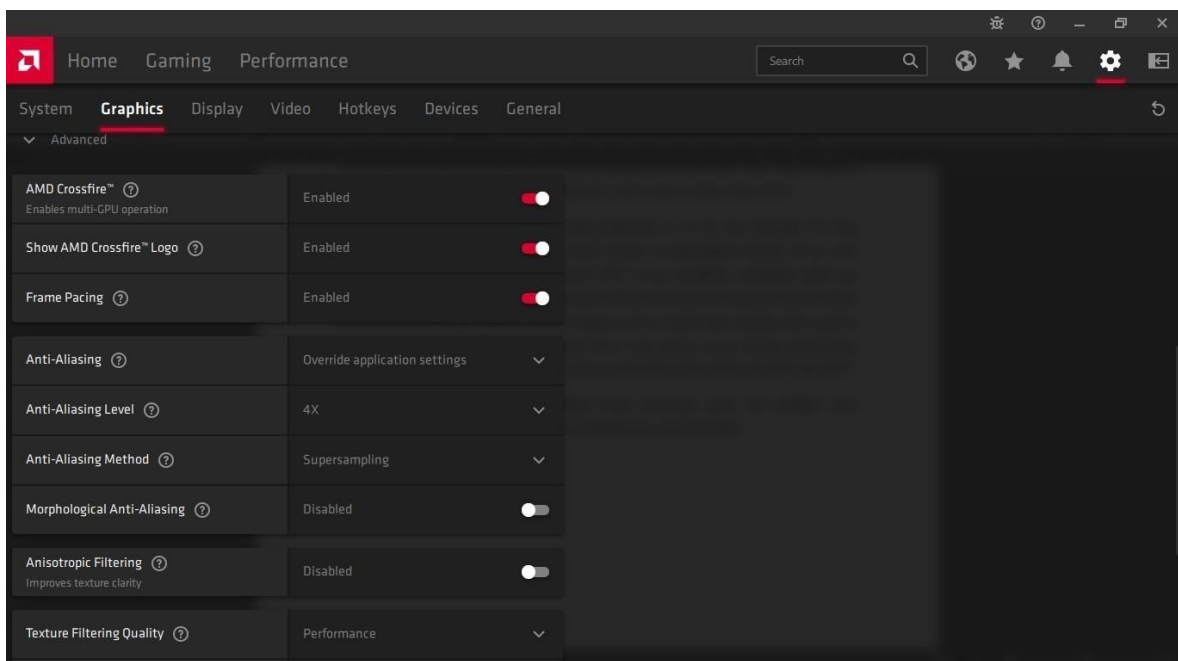 Home Gaming Performance Search
System Graphics Display Video Hotkeys Devices General
Advanced
AMD Crossfire™
Enables multi-GPU operation
Enabled
Show AMD Crossfire™ Logo
Enabled
Frame Pacing
Enabled
Anti-Aliasing
Override application settings
Anti-Aliasing Level
4X
Anti-Aliasing Method
Supersampling
Morphological Anti-Aliasing
Disabled
Anisotropic Filtering
Improves texture clarity
Disabled
Texture Filtering Quality
Performance